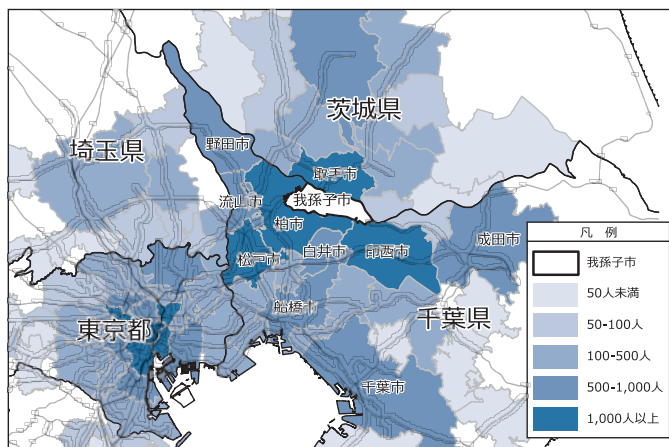 茨城県
埼玉県
野田市
取手市
我孫子市
流山市
柏市
成田市
白井市
印西市
松戸市
船橋市
東京都
千葉県
千葉市
凡 例
我孫子市
50人未満
50-100人
100-500人
500-1,000人
1,000人以上